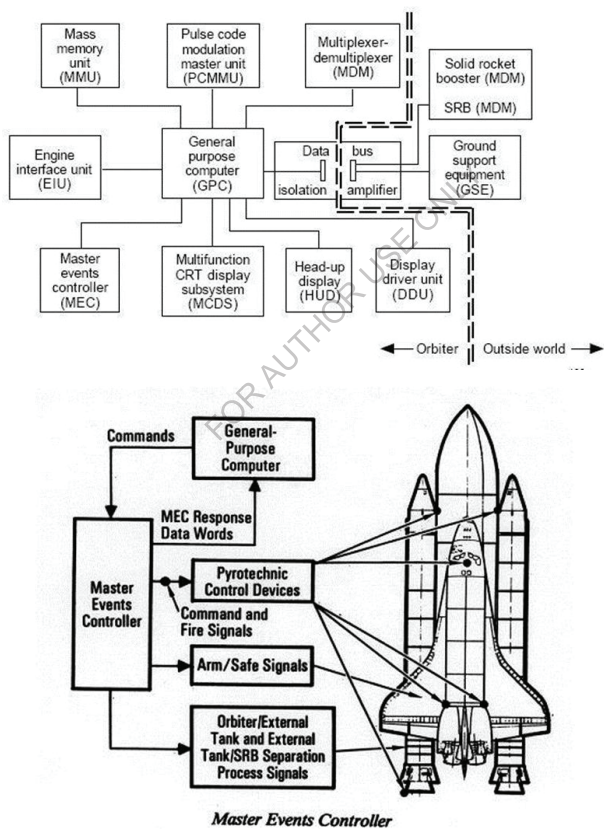 Mass
memory
unit
(MMU)
Pulse code
modulation
master unit
(PCMMU)
Multiplexer-
demultiplexer
(MDM)
Solid rocket
booster (MDM)
SRB (MDM)
Engine
interface unit
(EIU)
General
purpose
computer
(GPC)
Data bus
isolation amplifier
Ground
support
equipment
(GSE)
Master
events
controller
(MEC)
Multifunction
CRT display
subsystem
(MCDS)
Head-up
display
(HUD)
Display
driver unit
(DDU)
Orbiter
Outside world
FOR AUTHOR USE ONLY
Commands
General-
Purpose
Computer
MEC Response
Data Words
Master
Events
Controller
Pyrotechnic
Control Devices
Command and
Fire Signals
Arm/Safe Signals
Orbiter/External
Tank and External
Tank/SRB Separation
Process Signals
Master Events Controller